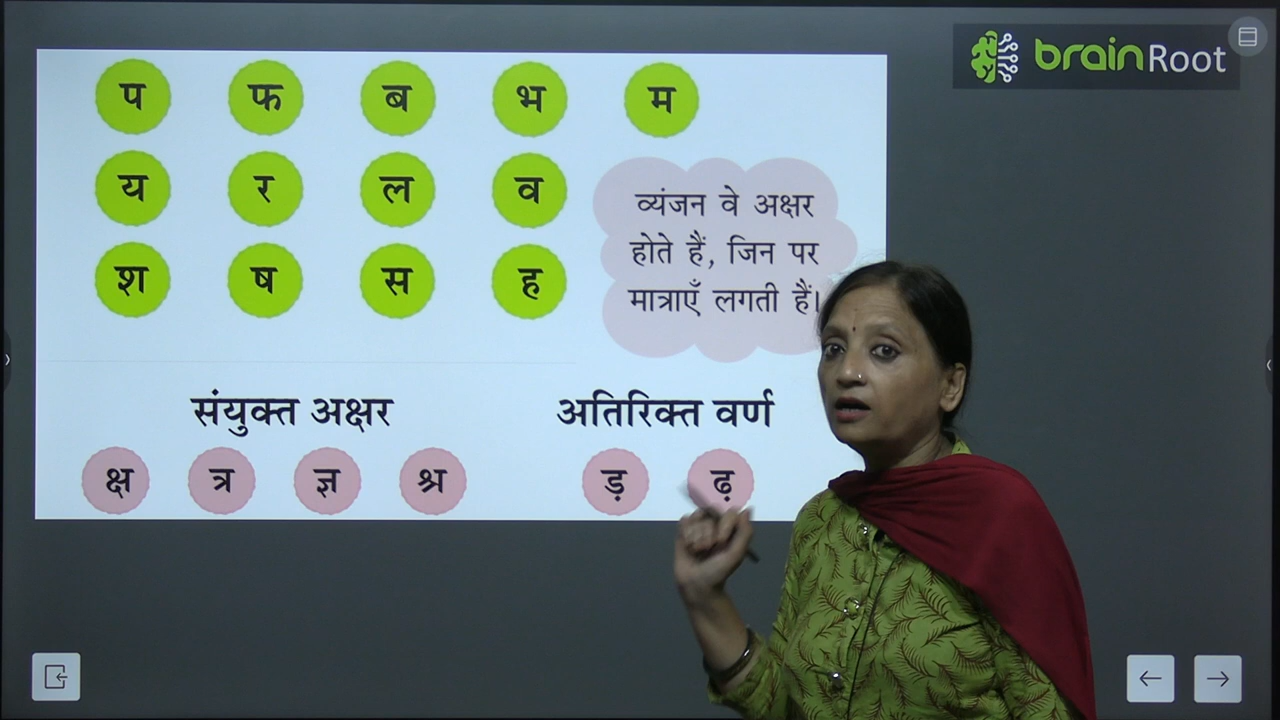 brainRoot
प फ ब भ म
य र ल व
श ष स ह
व्यंजन वे अक्षर
होते हैं, जिन पर
मात्राएँ लगती हैं।
संयुक्त अक्षर
क्ष त्र ज्ञ श्र
अतिरिक्त वर्ण
ड़ ढ़